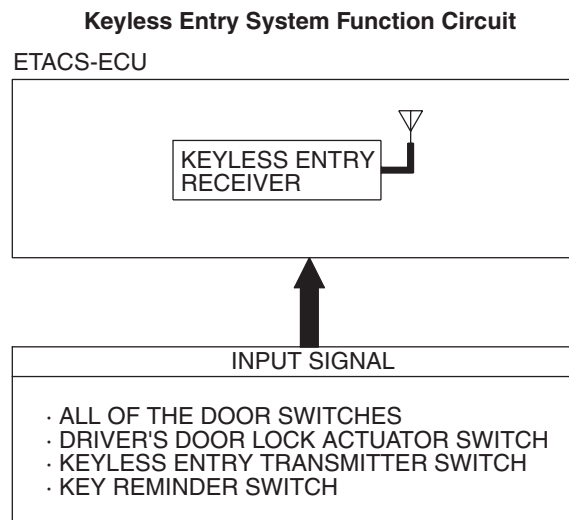 Keyless Entry System Function Circuit
ETACS-ECU
KEYLESS ENTRY
RECEIVER
INPUT SIGNAL
· ALL OF THE DOOR SWITCHES
· DRIVER'S DOOR LOCK ACTUATOR SWITCH
· KEYLESS ENTRY TRANSMITTER SWITCH
· KEY REMINDER SWITCH